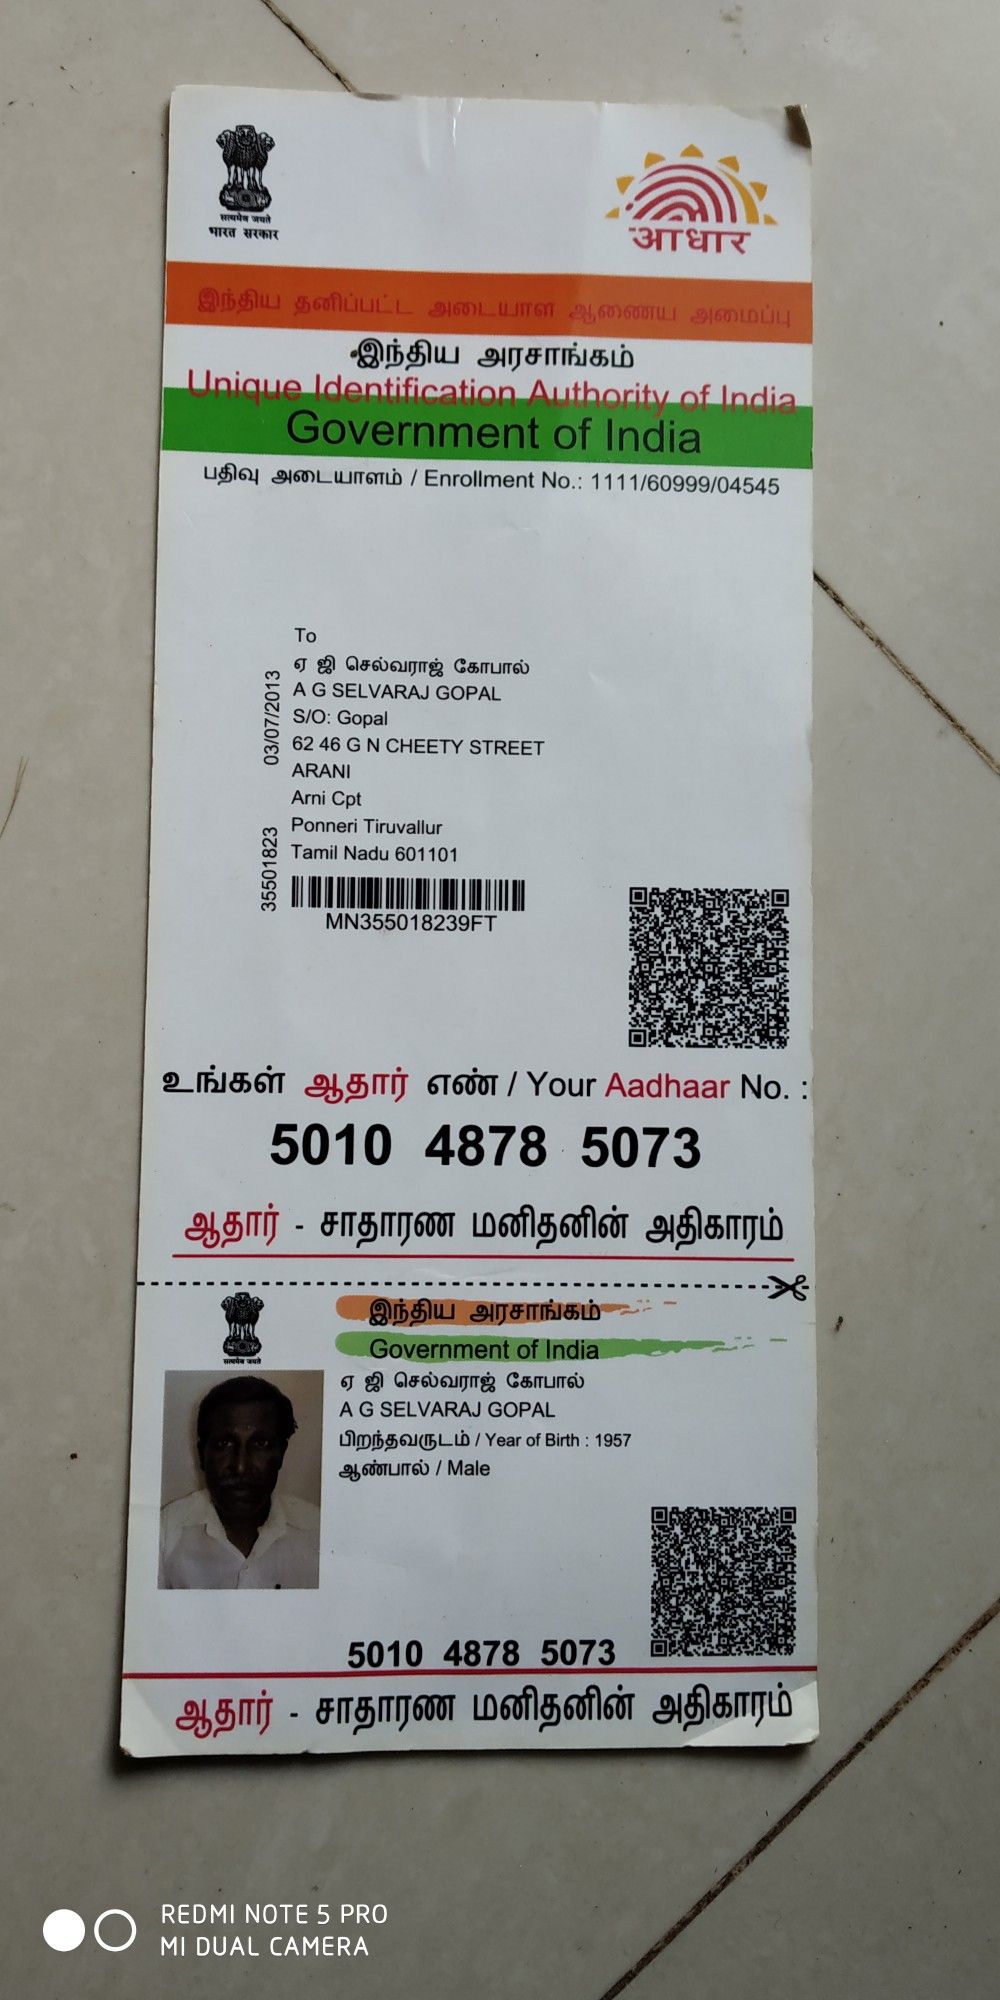 सत्यमेव जयते
भारत सरकार
आधार
இந்திய தனிப்பட்ட அடையாள ஆணைய அமைப்பு
இந்திய அரசாங்கம்
Unique Identification Authority of India
Government of India
பதிவு அடையாளம் / Enrollment No.: 1111/60999/04545
To
ஏ ஜி செல்வராஜ் கோபால்
A G SELVARAJ GOPAL
S/O: Gopal
62 46 G N CHEETY STREET
ARANI
Arni Cpt
Ponneri Tiruvallur
Tamil Nadu 601101
03/07/2013
35501823
MN355018239FT
உங்கள் ஆதார் எண் / Your Aadhaar No. :
5010 4878 5073
ஆதார் - சாதாரண மனிதனின் அதிகாரம்
सत्यमेव जयते
இந்திய அரசாங்கம்
Government of India
ஏ ஜி செல்வராஜ் கோபால்
A G SELVARAJ GOPAL
பிறந்தவருடம் / Year of Birth : 1957
ஆண்பால் / Male
5010 4878 5073
ஆதார் - சாதாரண மனிதனின் அதிகாரம்
REDMI NOTE 5 PRO
MI DUAL CAMERA